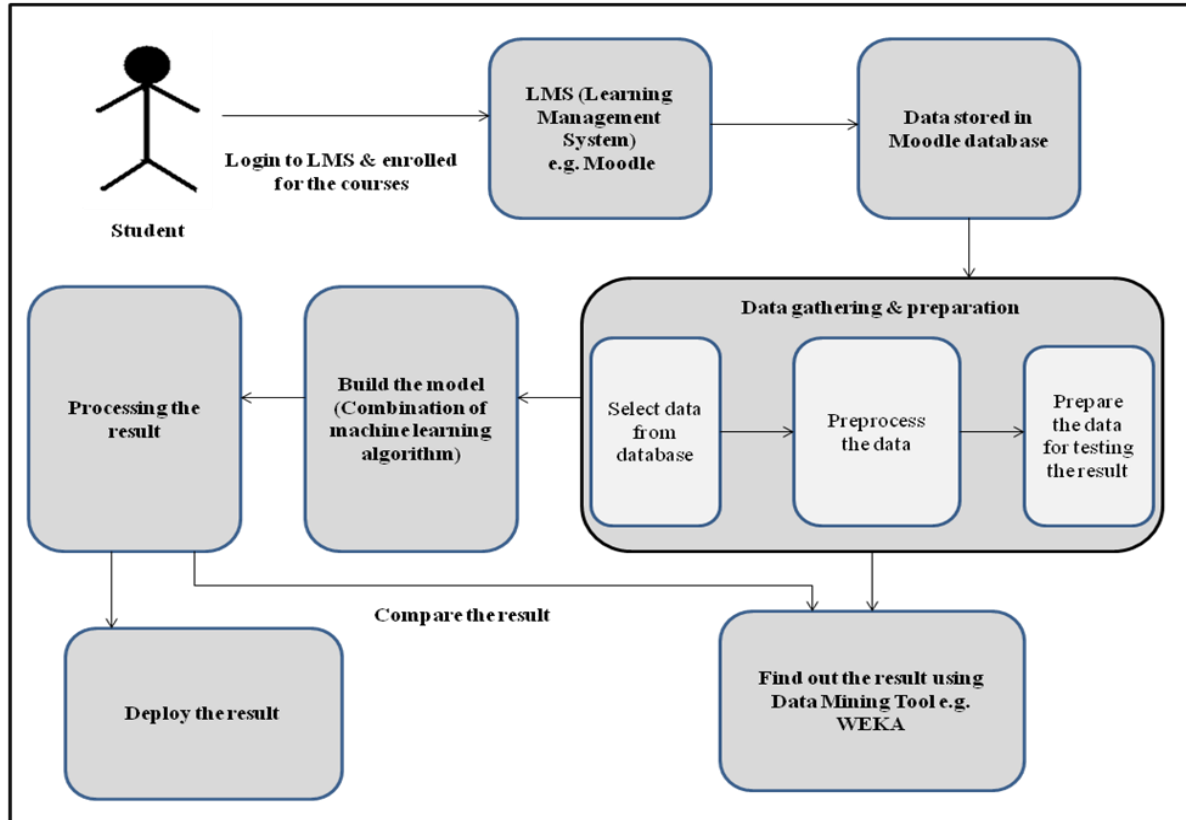 LMS (Learning
Management
System)
e.g. Moodle
Data stored in
Moodle database
Login to LMS & enrolled
for the courses
Student
Data gathering & preparation
Select data
from
database
Preprocess
the data
Prepare
the data
for testing
the result
Build the model
(Combination of
machine learning
algorithm)
Processing the
result
Compare the result
Deploy the result
Find out the result using
Data Mining Tool e.g.
WEKA